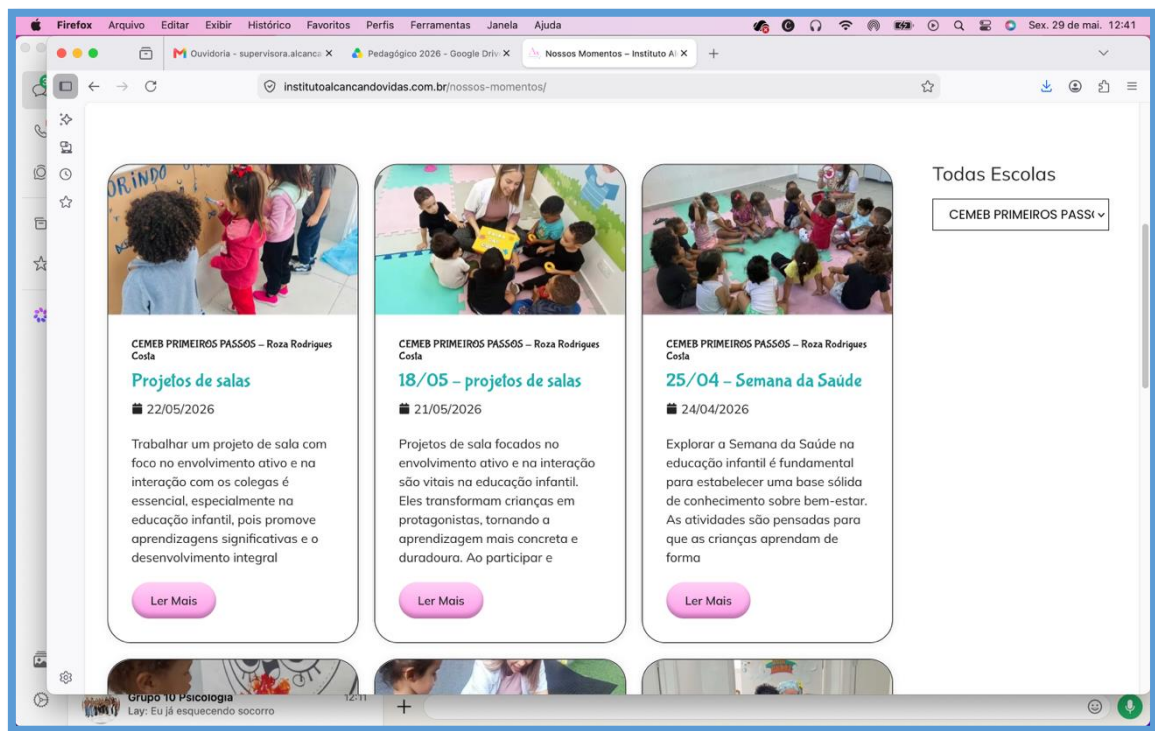 Firefox Arquivo Editar Exibir Histórico Favoritos Perfis Ferramentas Janela Ajuda
Sex. 29 de mai. 12:41
Ouvidoria - supervisora.alcanca
Pedagógico 2026 - Google Driv
Nossos Momentos – Instituto Al
institutoalcancandovidas.com.br/nossos-momentos/
ORINDO
Todas Escolas
CEMEB PRIMEIROS PASS
CEMEB PRIMEIROS PASSOS – Roza Rodrigues
Costa
Projetos de salas
22/05/2026
Trabalhar um projeto de sala com
foco no envolvimento ativo e na
interação com os colegas é
essencial, especialmente na
educação infantil, pois promove
aprendizagens significativas e o
desenvolvimento integral
Ler Mais
CEMEB PRIMEIROS PASSOS – Roza Rodrigues
Costa
18/05 – projetos de salas
21/05/2026
Projetos de sala focados no
envolvimento ativo e na interação
são vitais na educação infantil.
Eles transformam crianças em
protagonistas, tornando a
aprendizagem mais concreta e
duradoura. Ao participar e
Ler Mais
CEMEB PRIMEIROS PASSOS – Roza Rodrigues
Costa
25/04 – Semana da Saúde
24/04/2026
Explorar a Semana da Saúde na
educação infantil é fundamental
para estabelecer uma base sólida
de conhecimento sobre bem-estar.
As atividades são pensadas para
que as crianças aprendam de
forma
Ler Mais
Grupo 10 Psicologia 12:11
Lay: Eu já esquecendo socorro